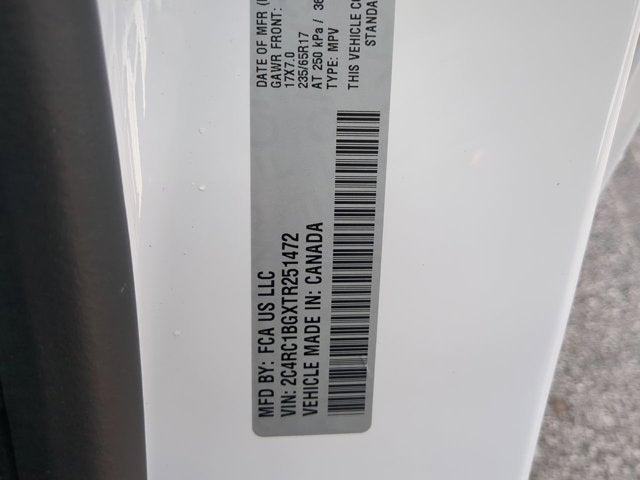 MFD BY: FCA US LLC
VIN: 2C4RC1BGXTR251472
VEHICLE MADE IN: CANADA
DATE OF MFR
GAWR FRONT:
17X7.0
235/65R17
AT 250 kPa / 36
TYPE: MPV
THIS VEHICLE
STANDA